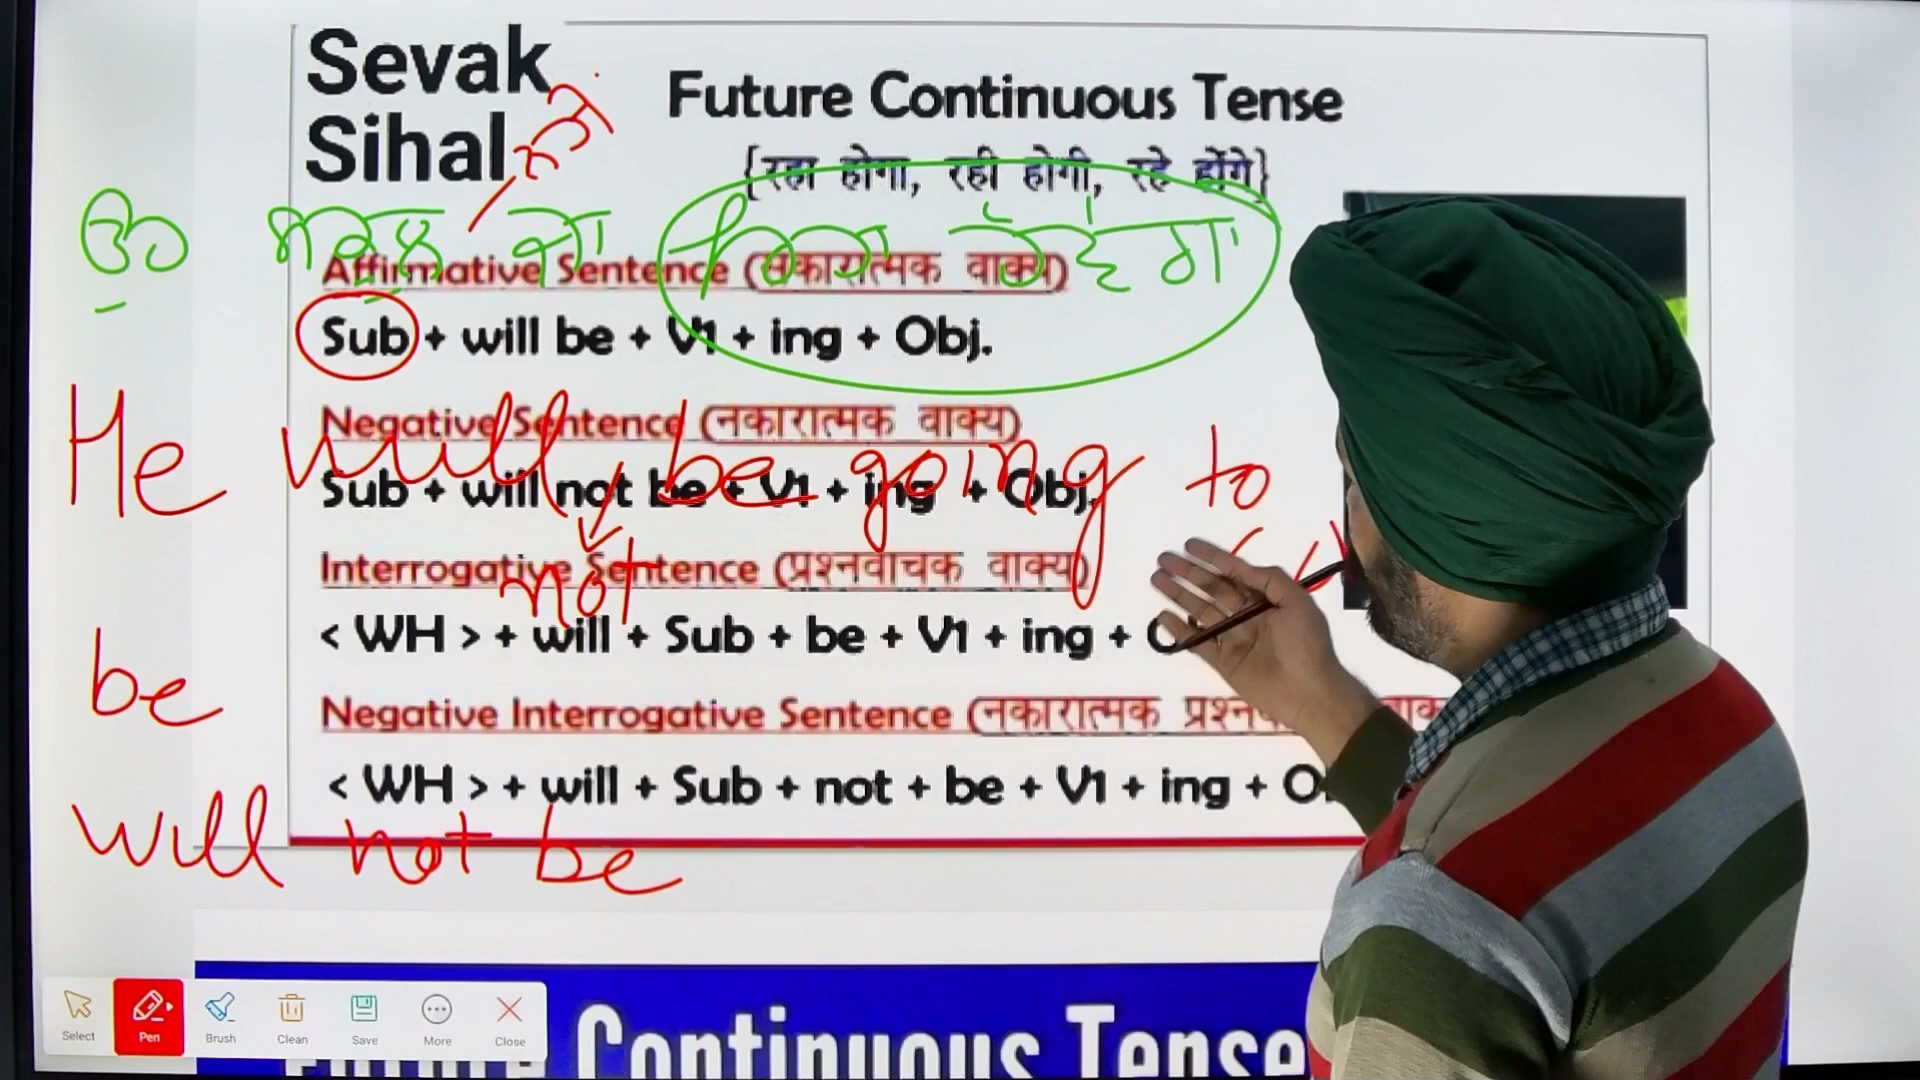 Sevak
Sihal
Future Continuous Tense
{रहा होगा, रही होगी, रहे होंगे}
ਉਹ ਸਕੂਲ ਜਾ ਰਿਹਾ ਹੋਵੇਗਾ
ਨਹੀਂ
Affirmative Sentence (सकारात्मक वाक्य)
Sub + will be + V1 + ing + Obj.
He will be going to
Negative Sentence (नकारात्मक वाक्य)
Sub + will not be + V1 + ing + Obj.
not
Interrogative Sentence (प्रश्नवाचक वाक्य)
< WH > + will + Sub + be + V1 + ing +
be
Negative Interrogative Sentence (नकारात्मक
< WH > + will + Sub + not + be + V1 + ing +
will not be
Future Continuous Tense
Select Pen Brush Clean Save More Close